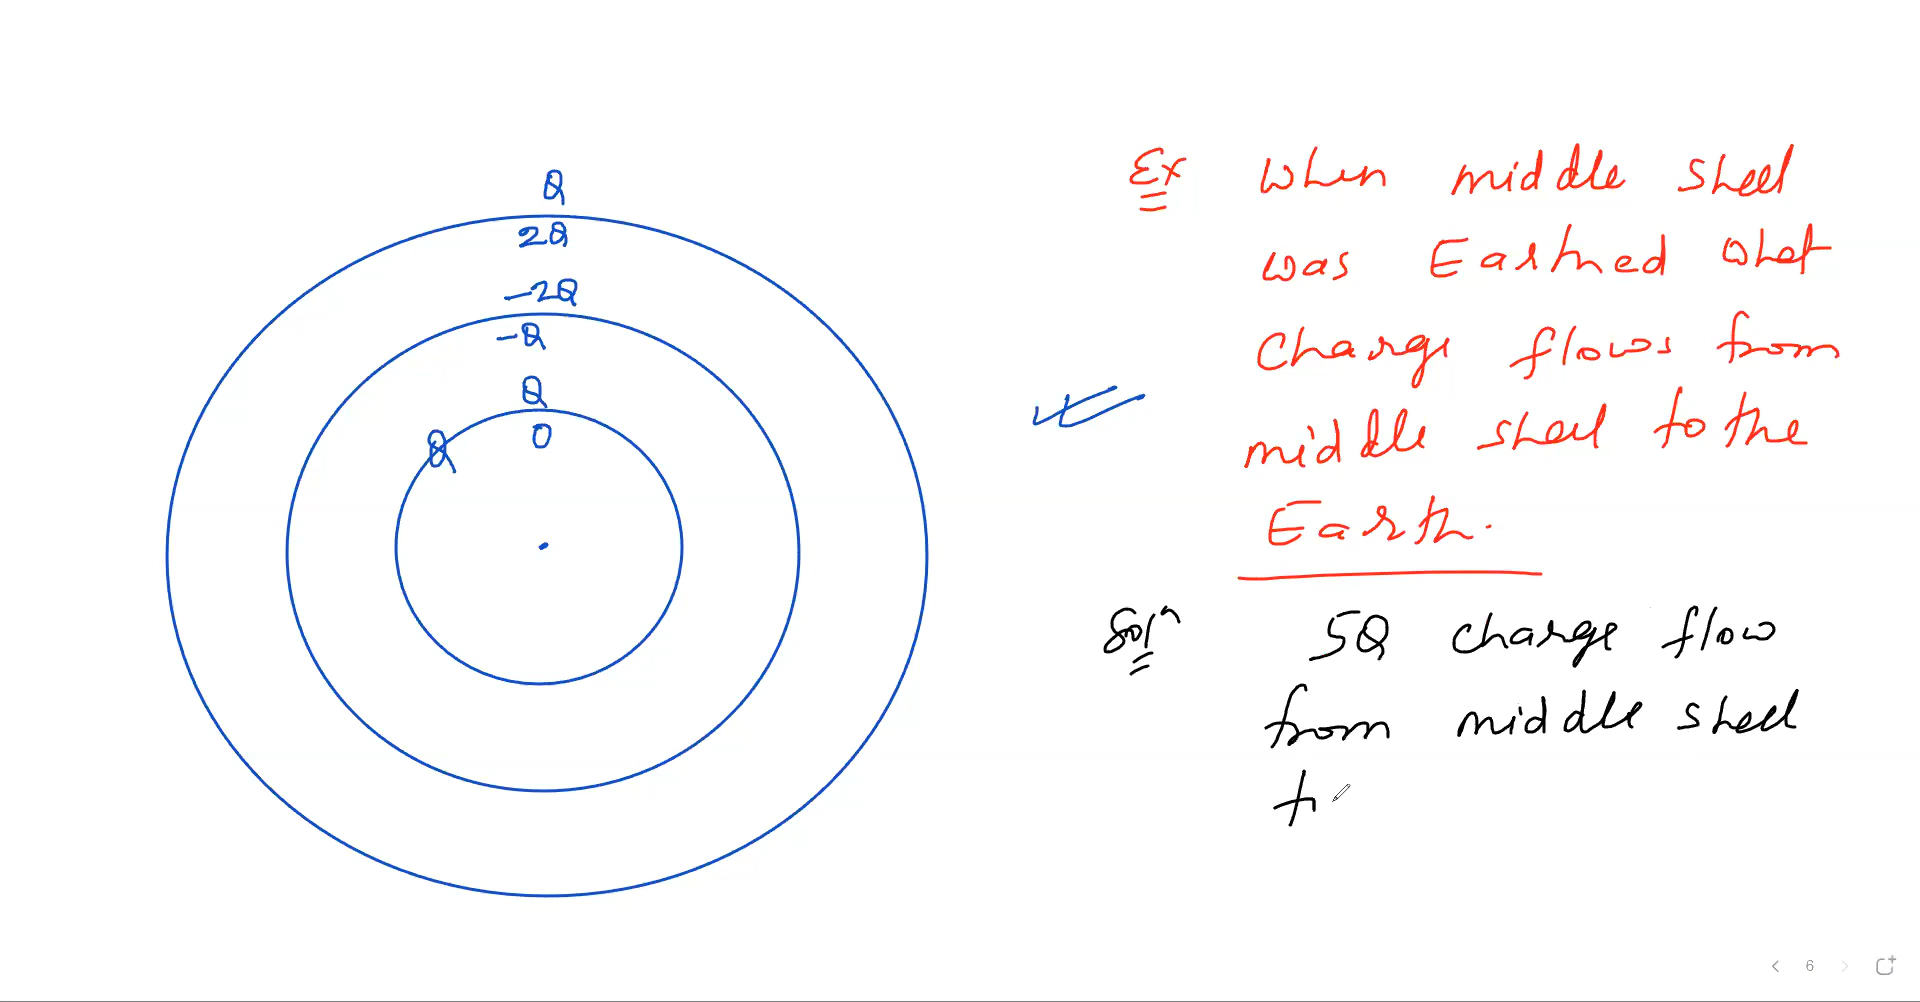 Q
2Q
-2Q
-Q
Q
0
Q
Ex When middle shell
was Earthed what
charge flows from
middle shell to the
Earth.
Solⁿ 5Q charge flow
from middle shell
t
6